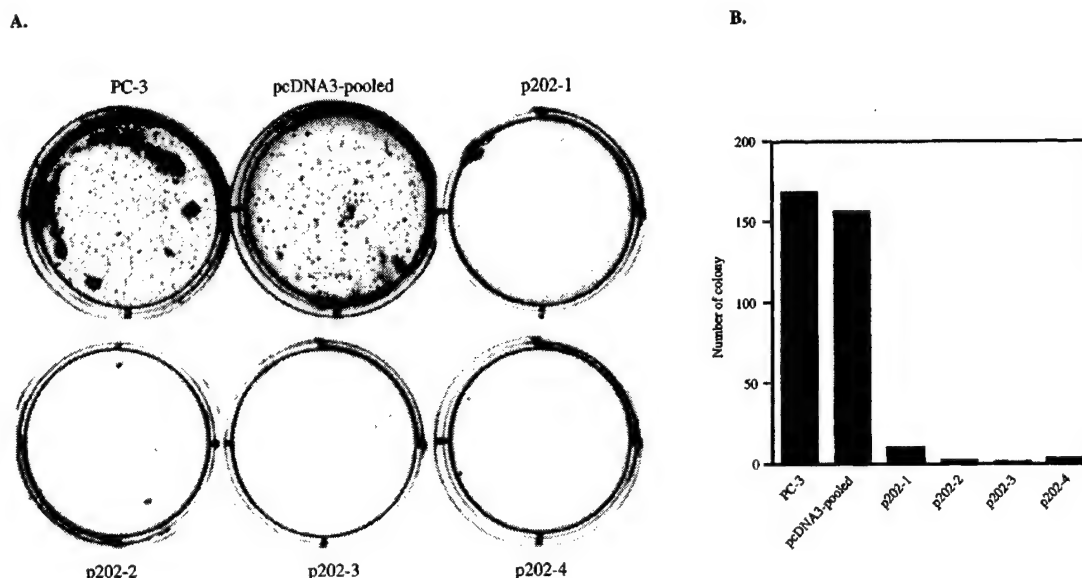 A.
PC-3
pcDNA3-pooled
p202-1
p202-2
p202-3
p202-4
B.
Number of colony
200
150
100
50
0
PC-3
pcDNA3-pooled
p202-1
p202-2
p202-3
p202-4